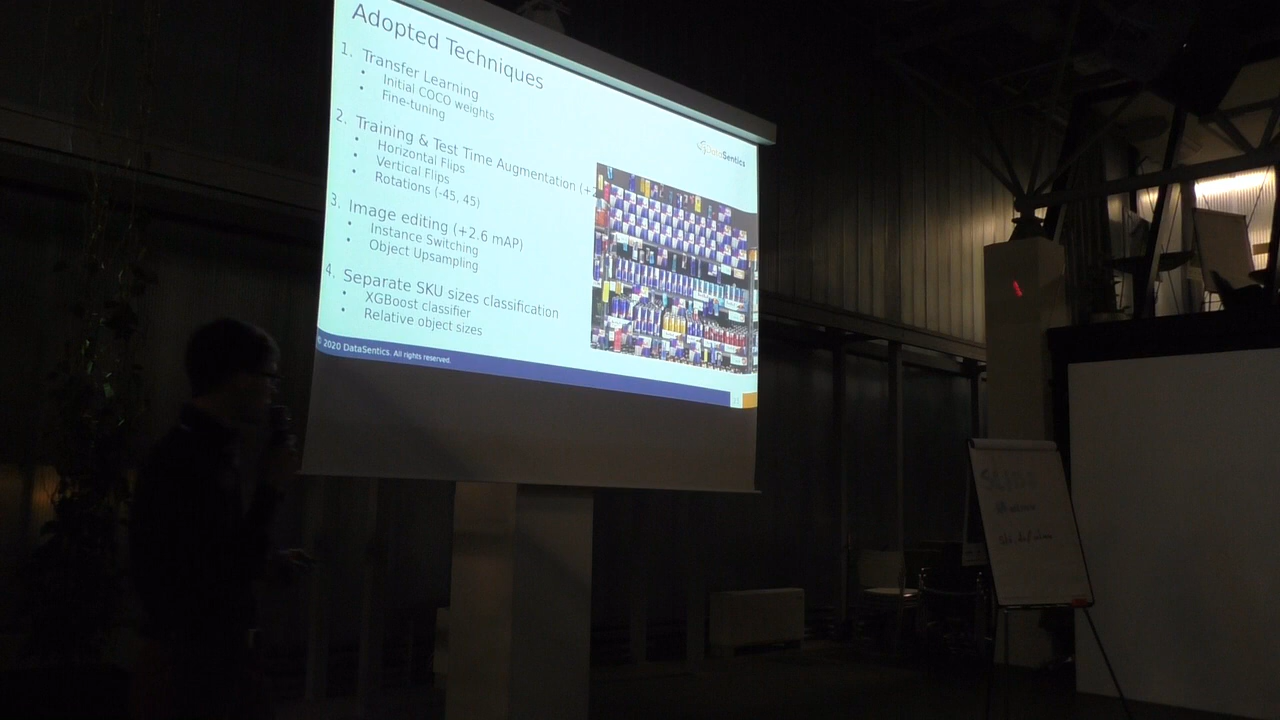 Adopted Techniques
1. Transfer Learning
• Initial COCO weights
• Fine-tuning
2. Training & Test Time Augmentation (+
• Horizontal Flips
• Vertical Flips
• Rotations (-45, 45)
3. Image editing (+2.6 mAP)
• Instance Switching
• Object Upsampling
4. Separate SKU sizes classification
• XGBoost classifier
• Relative object sizes
DataSentics
© 2020 DataSentics. All rights reserved.